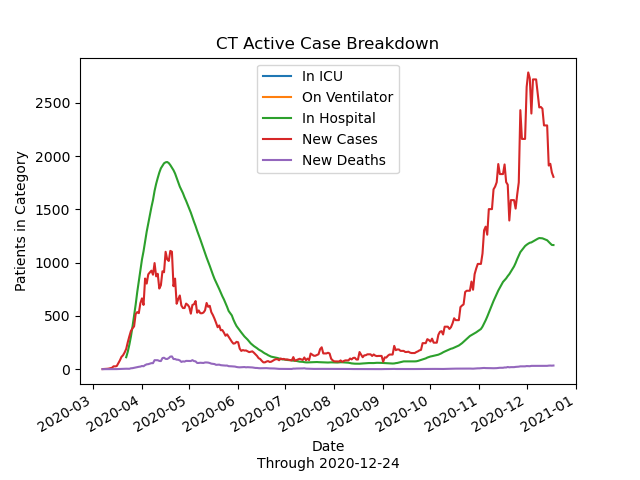 CT Active Case Breakdown
In ICU
On Ventilator
In Hospital
New Cases
New Deaths
Patients in Category
2500
2000
1500
1000
500
0
2020-03
2020-04
2020-05
2020-06
2020-07
2020-08
2020-09
2020-10
2020-11
2020-12
2021-01
Date
Through 2020-12-24